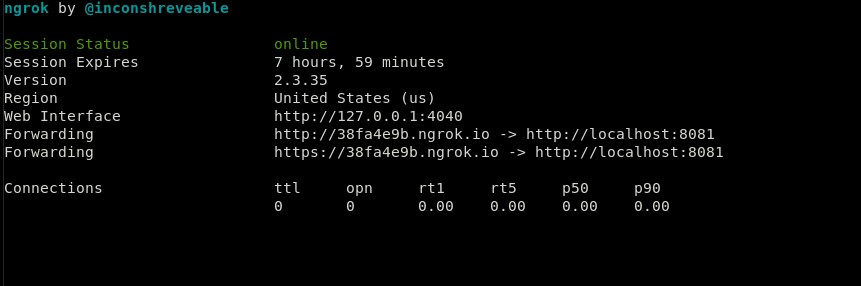 ngrok by @inconshreveable
Session Status online
Session Expires 7 hours, 59 minutes
Version 2.3.35
Region United States (us)
Web Interface http://127.0.0.1:4040
Forwarding http://38fa4e9b.ngrok.io -> http://localhost:8081
Forwarding https://38fa4e9b.ngrok.io -> http://localhost:8081
Connections ttl opn rt1 rt5 p50 p90
0 0 0.00 0.00 0.00 0.00